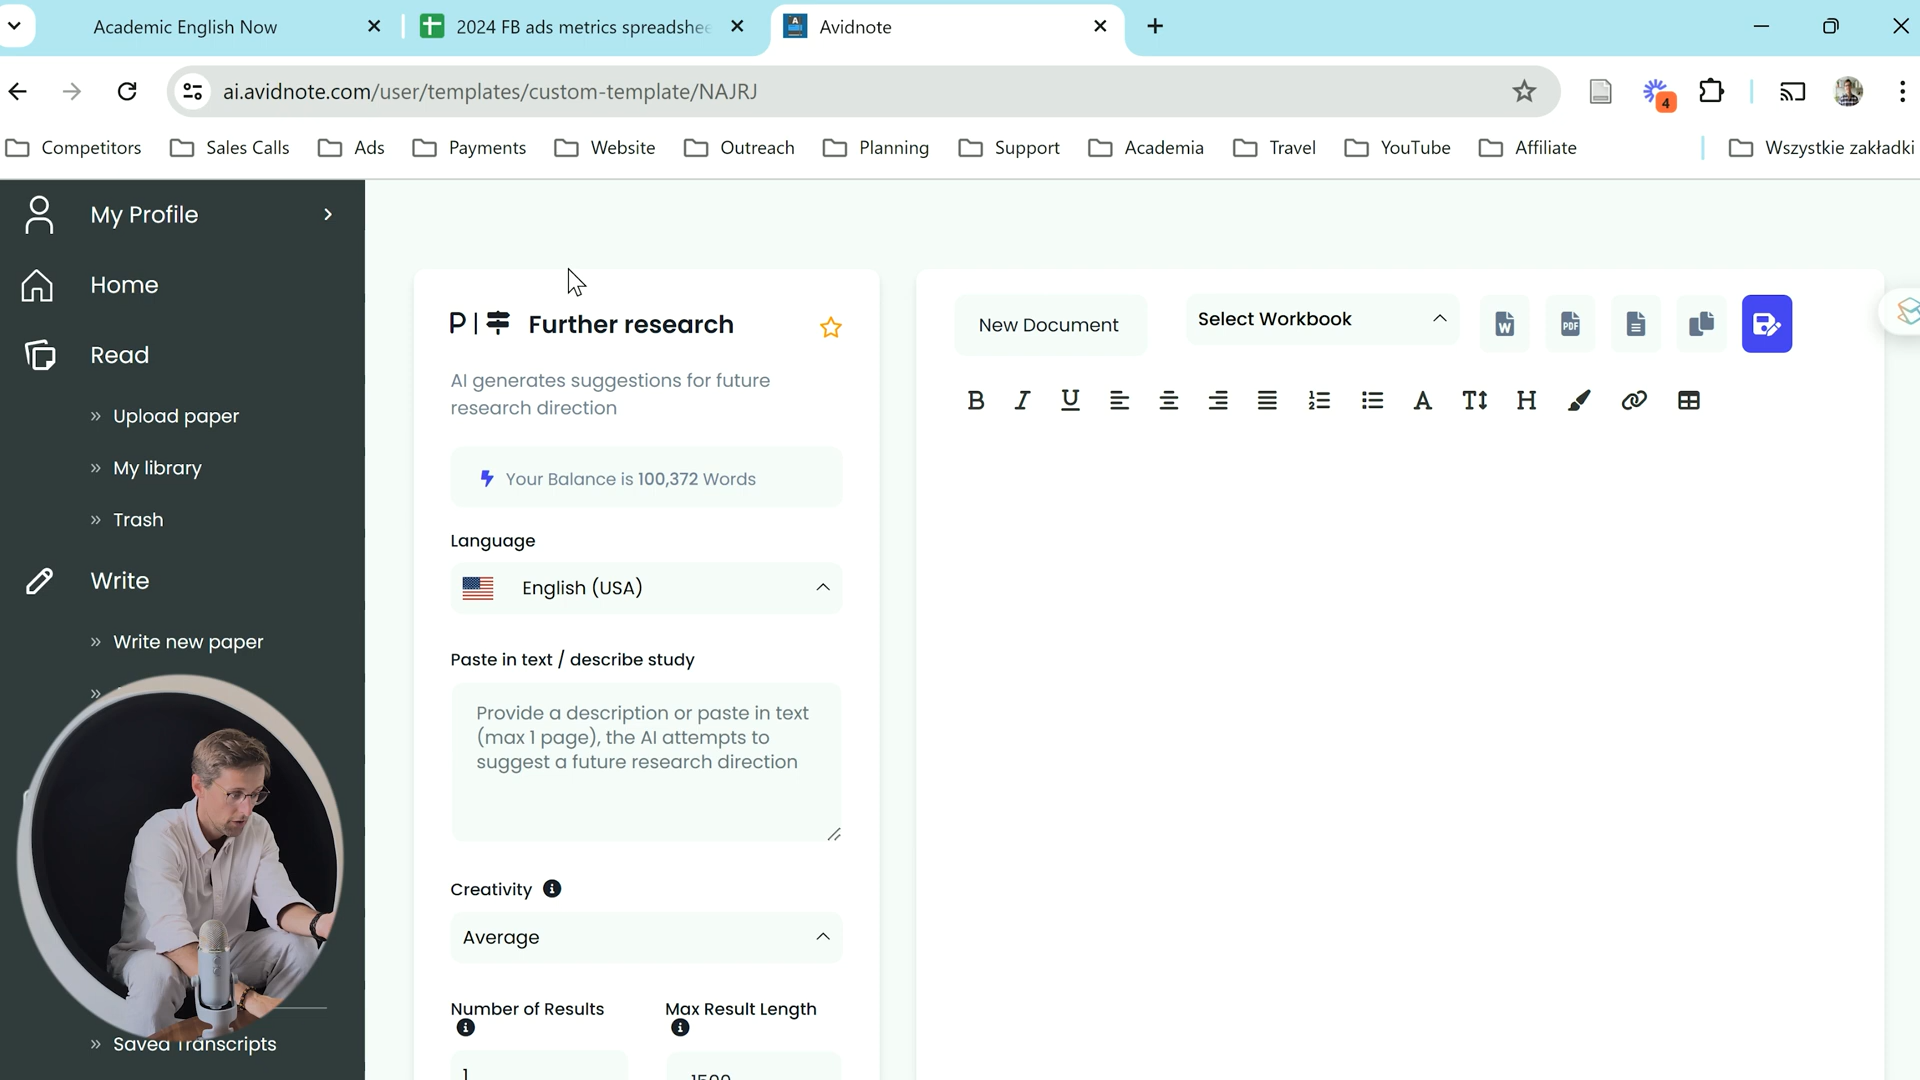 Academic English Now
2024 FB ads metrics spreadshee
Avidnote
ai.avidnote.com/user/templates/custom-template/NAJRJ
4
Competitors
Sales Calls
Ads
Payments
Website
Outreach
Planning
Support
Academia
Travel
YouTube
Affiliate
Wszystkie zakładki
My Profile
Home
Read
Upload paper
My library
Trash
Write
Write new paper
Saved Transcripts
P | Further research
AI generates suggestions for future
research direction
Your Balance is 100,372 Words
Language
English (USA)
Paste in text / describe study
Provide a description or paste in text
(max 1 page), the AI attempts to
suggest a future research direction
Creativity
Average
Number of Results
Max Result Length
1
1500
New Document
Select Workbook
W
PDF
B I U A T H